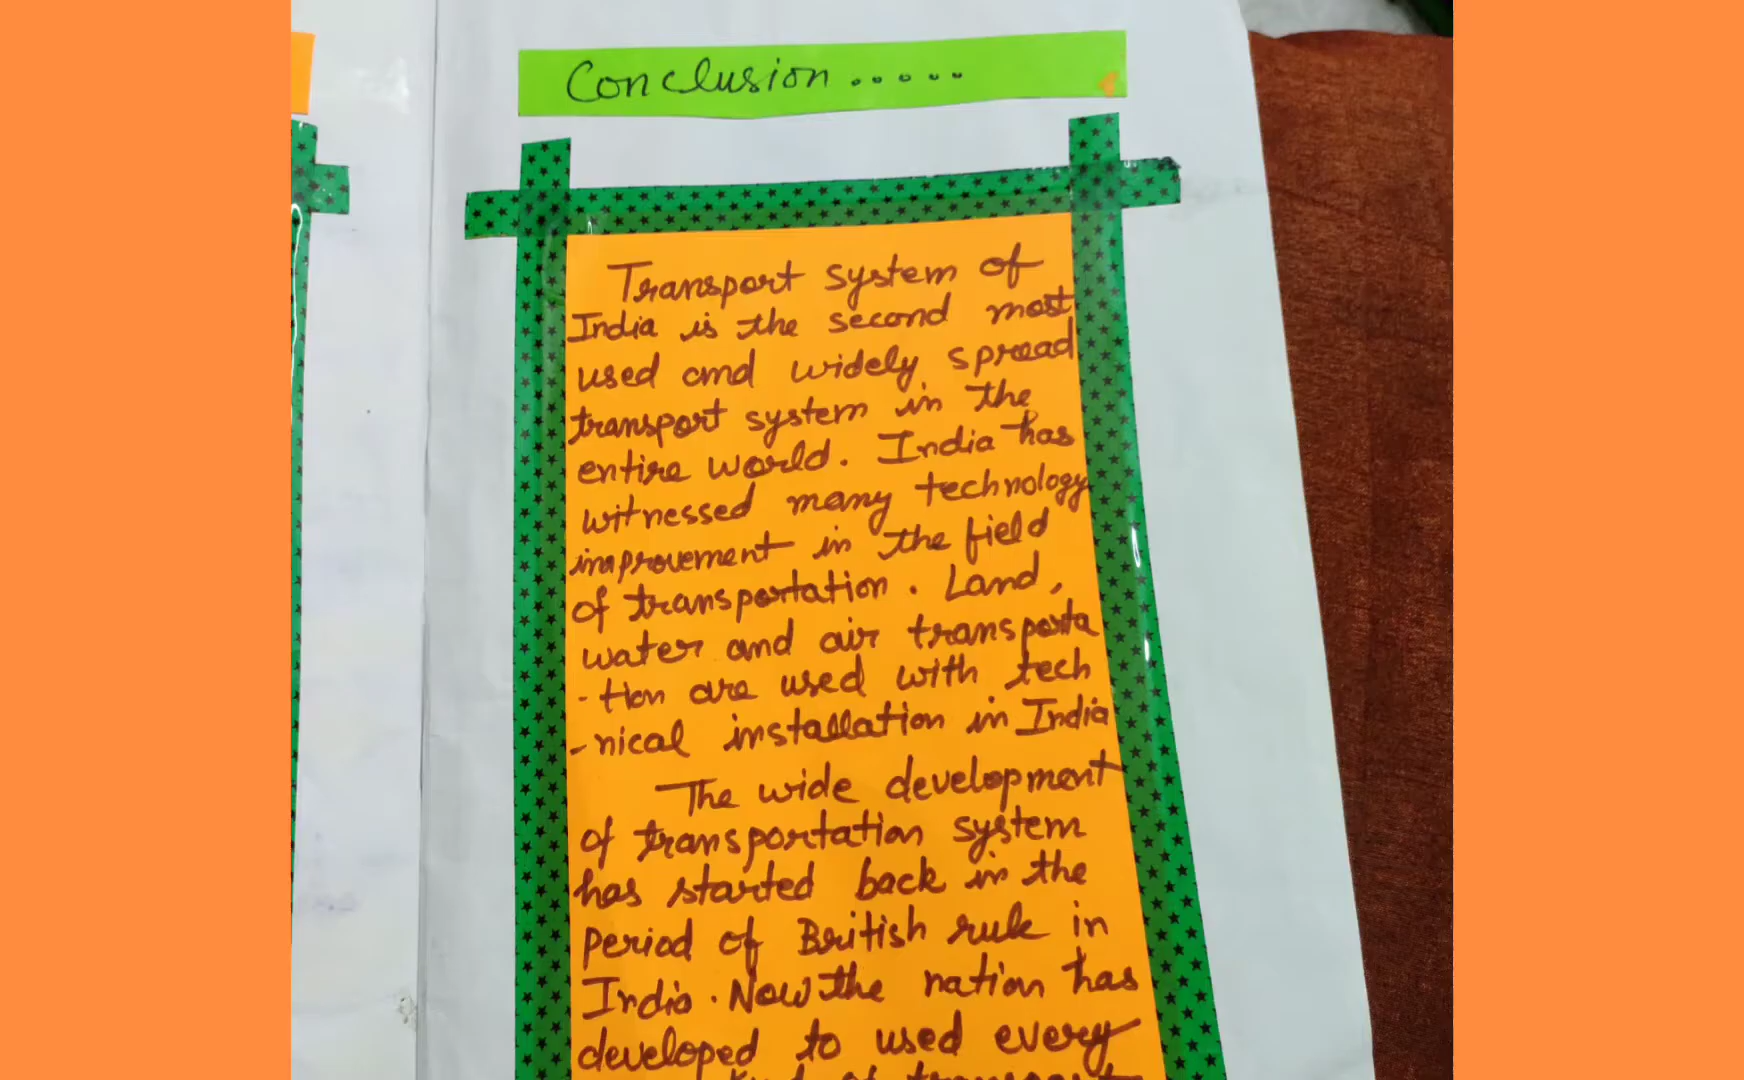 Conclusion.....
Transport system of
India is the second most
used and widely spread
transport system in the
entire world. India has
witnessed many technology
improvement in the field
of transportation. Land,
water and air transporta
-tion are used with tech
-nical installation in India
The wide development
of transportation system
has started back in the
period of British rule in
India. Now the nation has
developed to used every
kind of transport